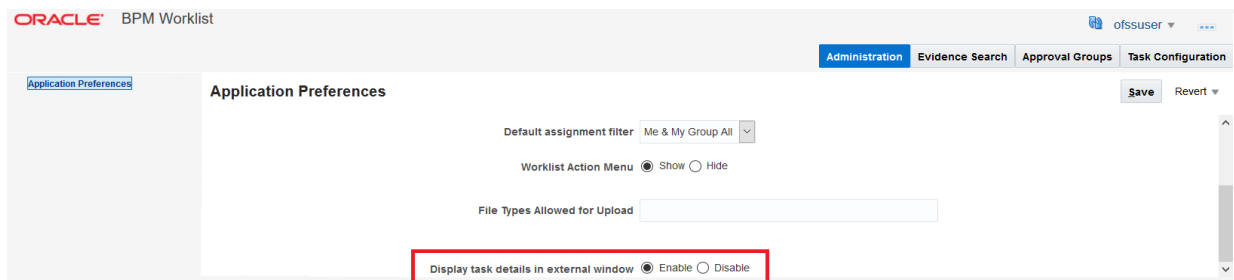 ORACLE® BPM Worklist
ofssuser
Administration Evidence Search Approval Groups Task Configuration
Application Preferences
Application Preferences Save Revert
Default assignment filter Me & My Group All
Worklist Action Menu Show Hide
File Types Allowed for Upload
Display task details in external window Enable Disable